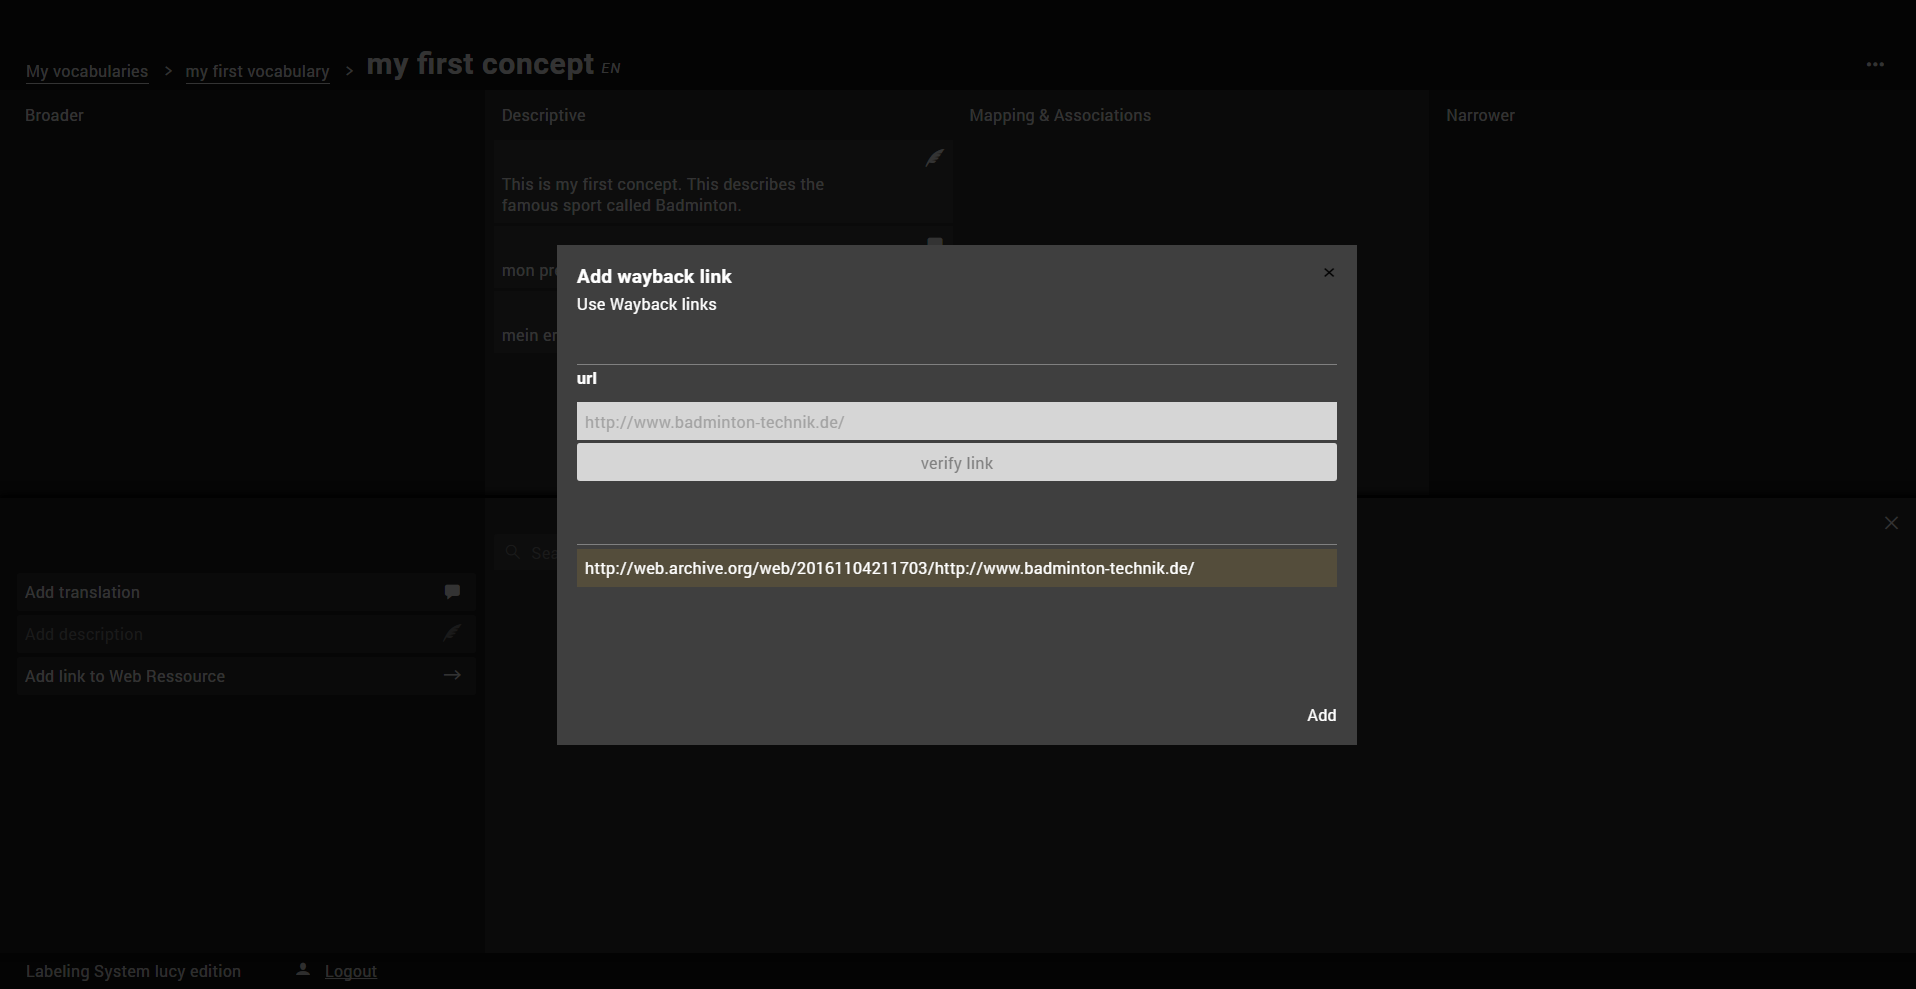 My vocabularies > my first vocabulary > my first concept EN
Broader
Descriptive
Mapping & Associations
Narrower
This is my first concept. This describes the
famous sport called Badminton.
mon
mein
Add wayback link
Use Wayback links
url
http://www.badminton-technik.de/
verify link
http://web.archive.org/web/20161104211703/http://www.badminton-technik.de/
Add
Add translation
Add description
Add link to Web Ressource
Labeling System lucy edition
Logout